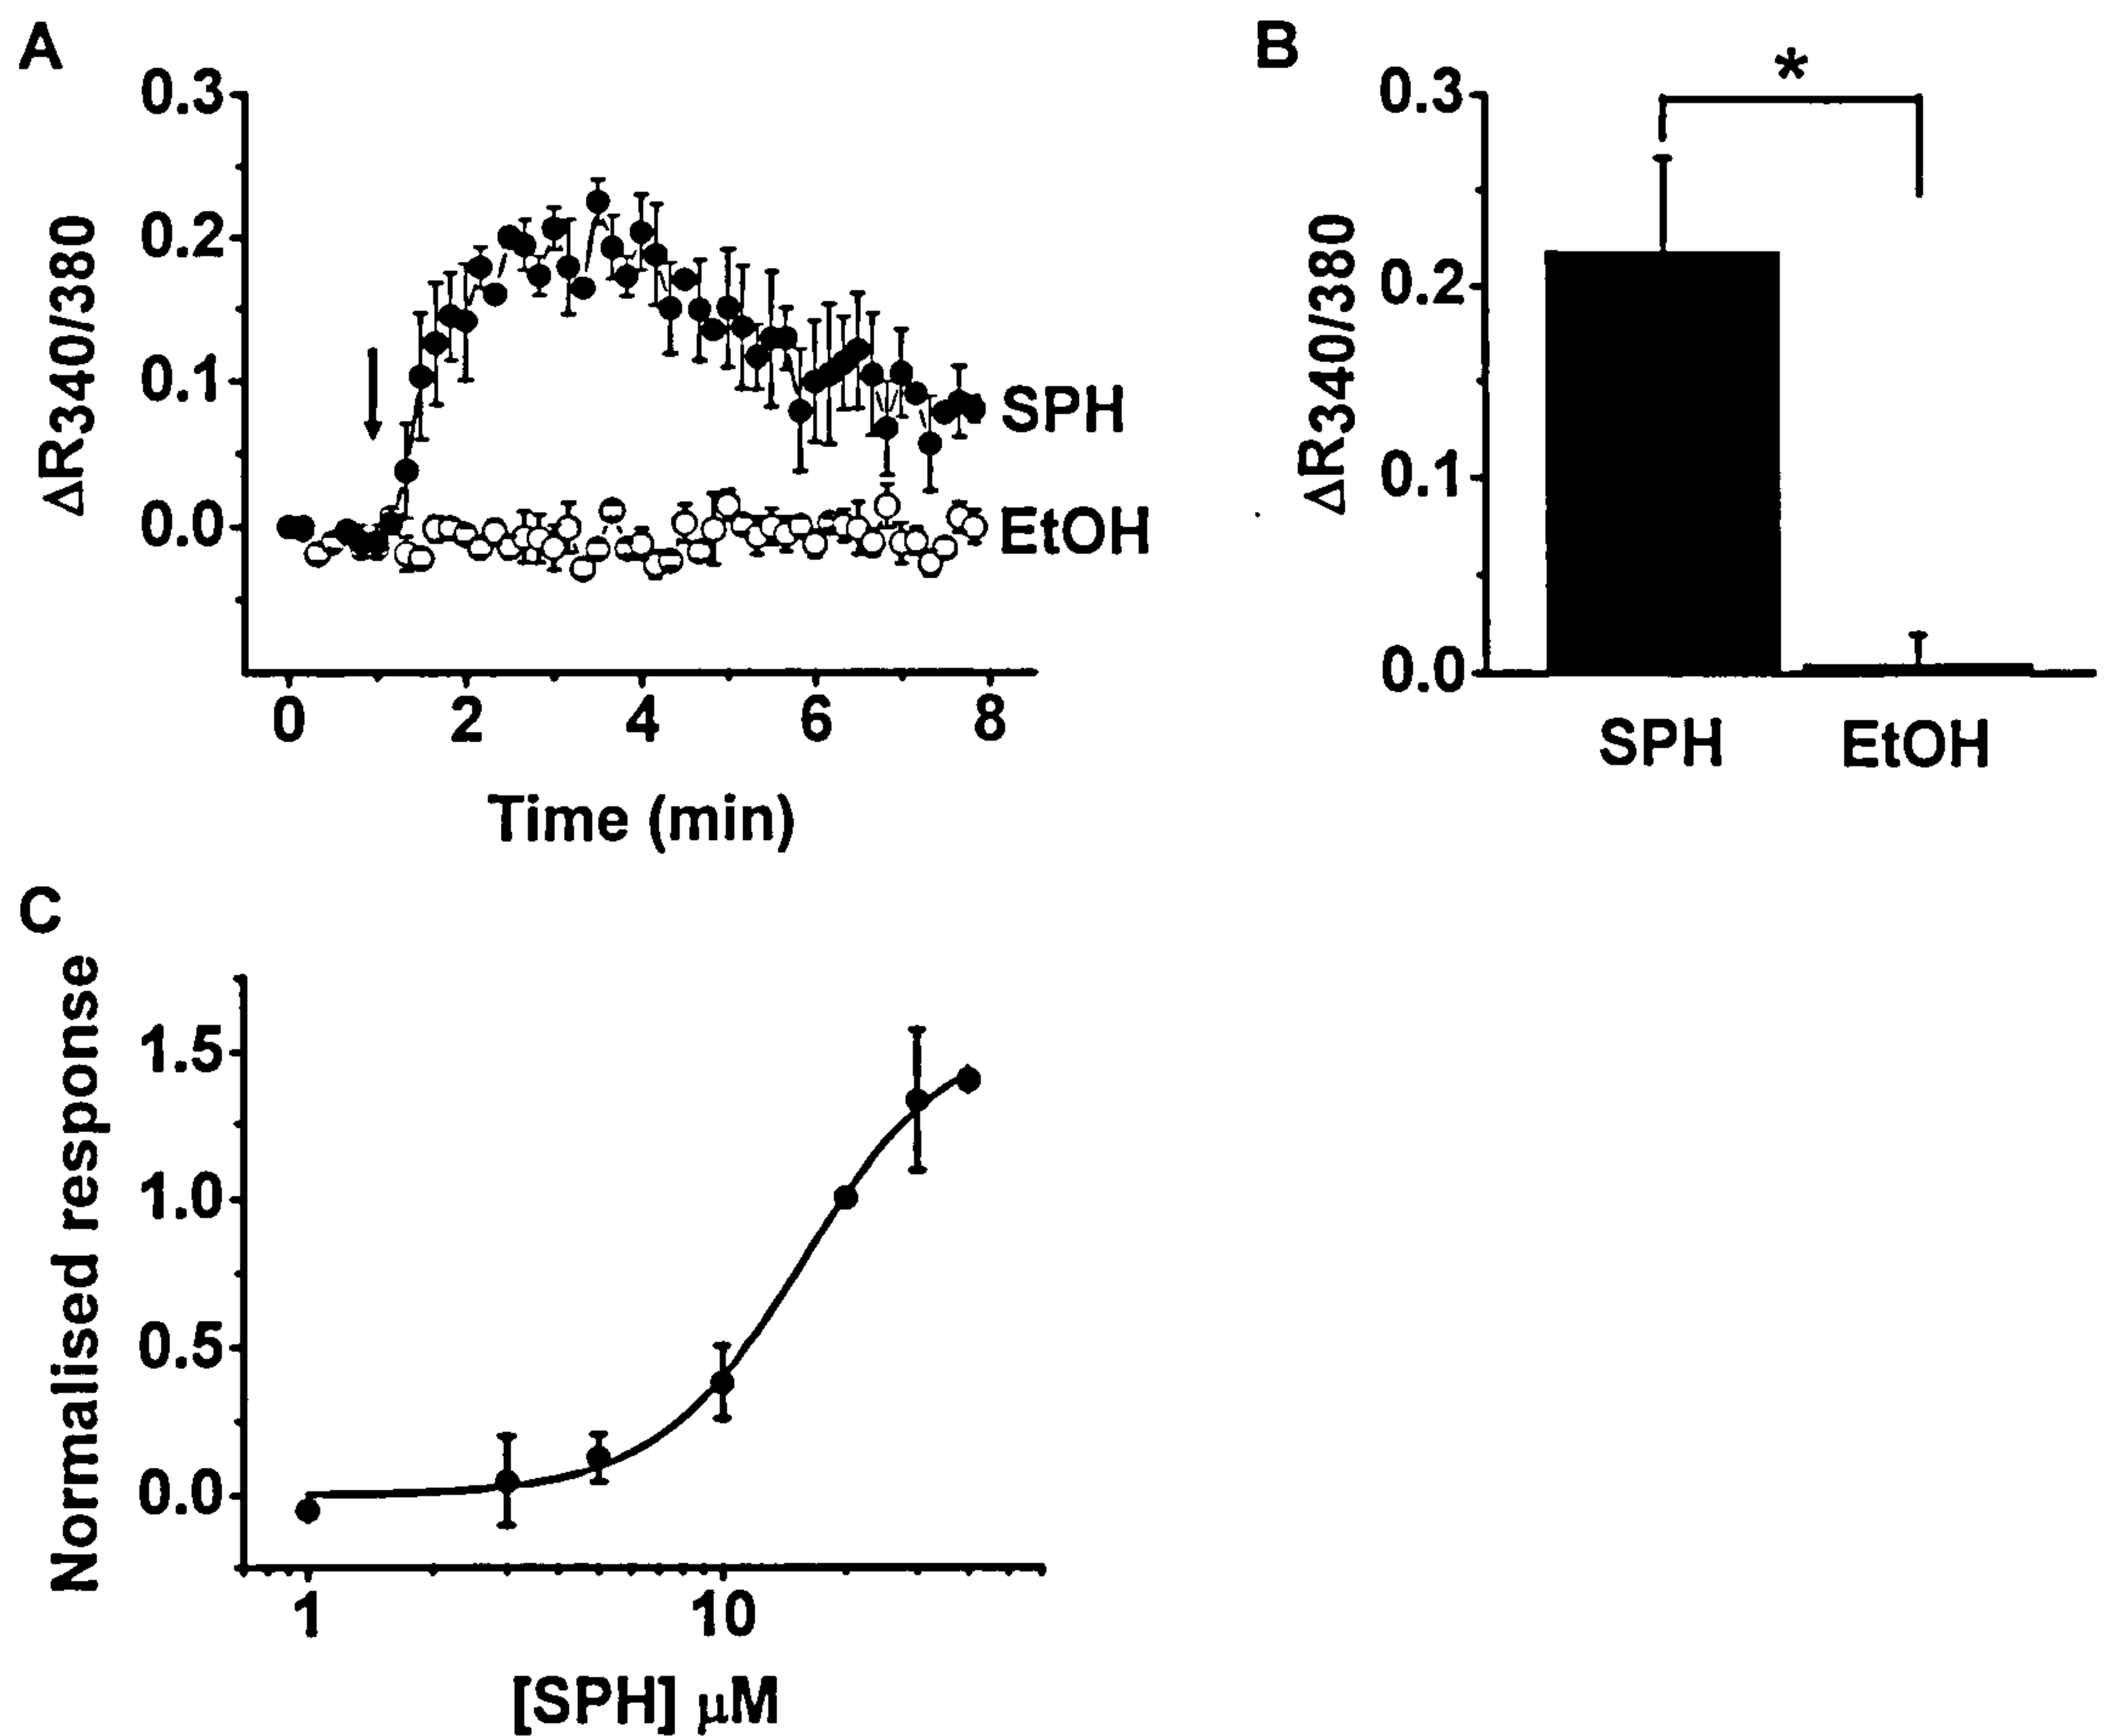 A
0.3
0.2
0.1
0.0
ΔR340/380
SPH
EtOH
0 2 4 6 8
Time (min)
B
*
0.3
0.2
0.1
0.0
ΔR340/380
SPH EtOH
C
1.5
1.0
0.5
0.0
Normalised response
1 10
[SPH] μM